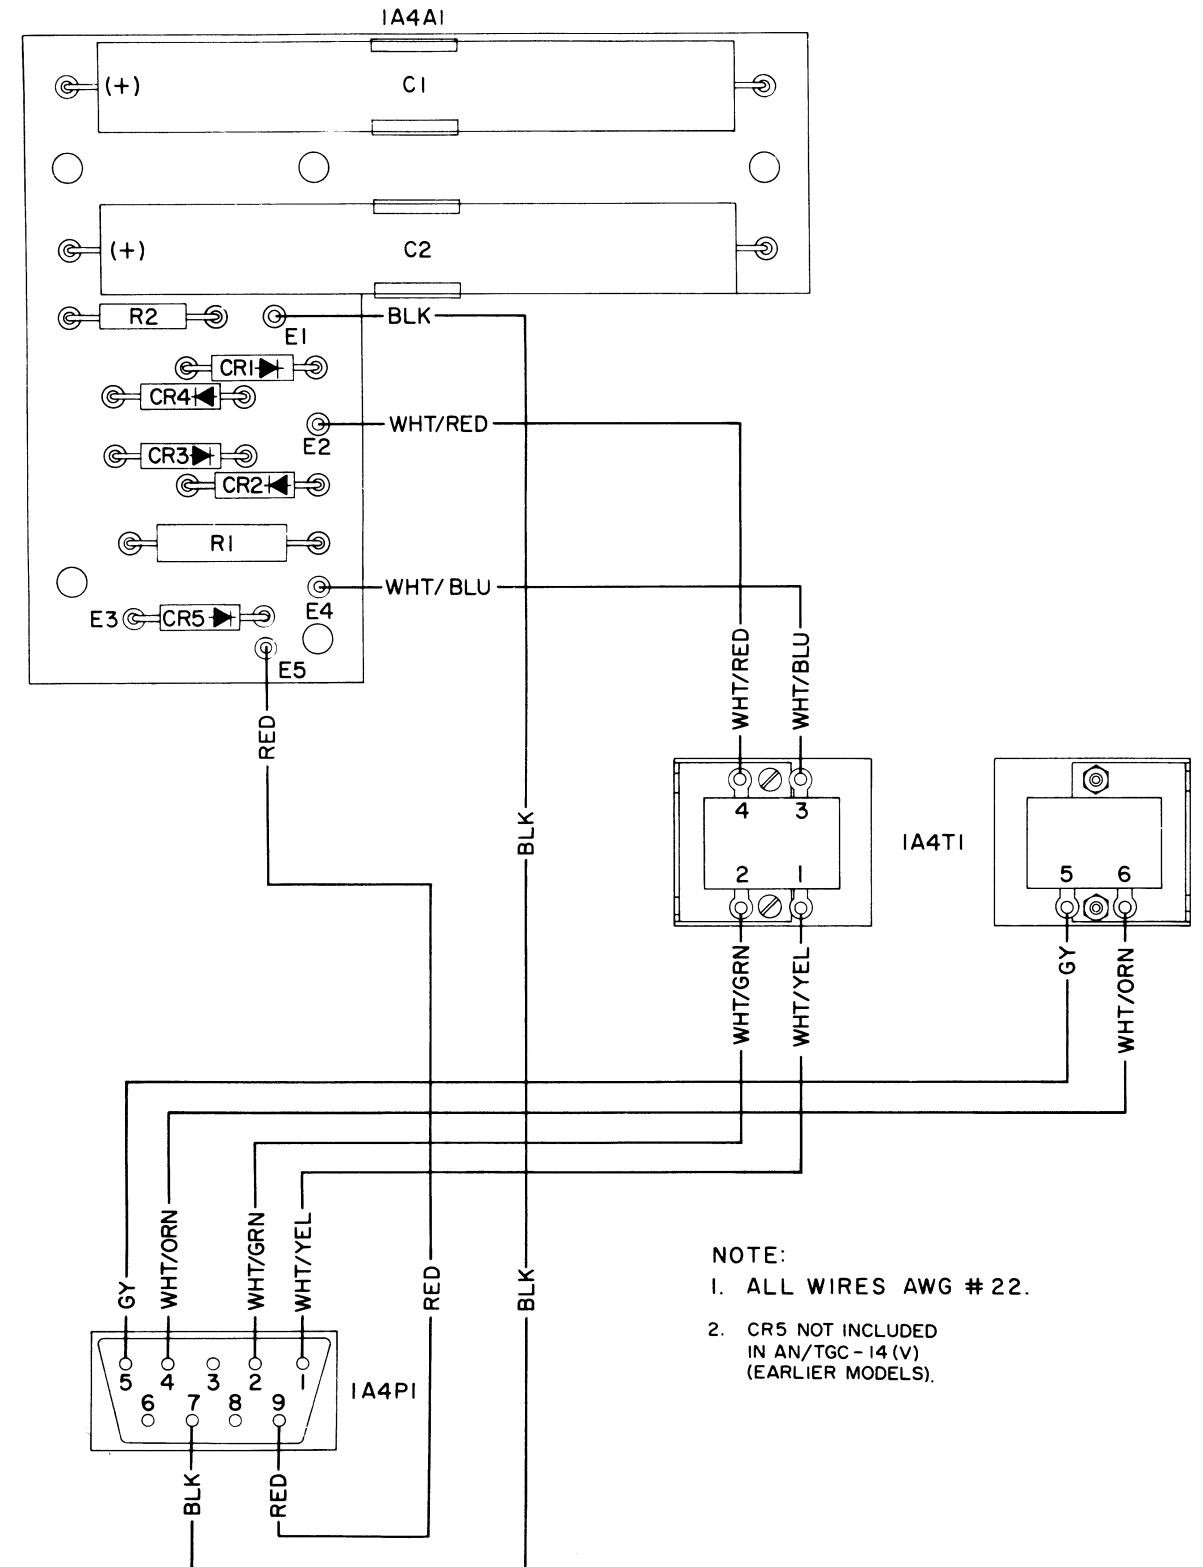 1A4A1
(+)
C1
(+)
C2
R2
E1
BLK
CR1
CR4
WHT/RED
E2
CR3
CR2
R1
WHT/BLU
E4
E3
CR5
E5
RED
WHT/RED
WHT/BLU
BLK
4
3
2
1
1A4T1
5
6
WHT/GRN
WHT/YEL
GY
WHT/ORN
GY
WHT/ORN
WHT/GRN
WHT/YEL
RED
BLK
NOTE:
1. ALL WIRES AWG # 22.
2. CR5 NOT INCLUDED
IN AN/TGC-14(V)
(EARLIER MODELS).
5
4
3
2
1
6
7
8
9
1A4P1
BLK
RED